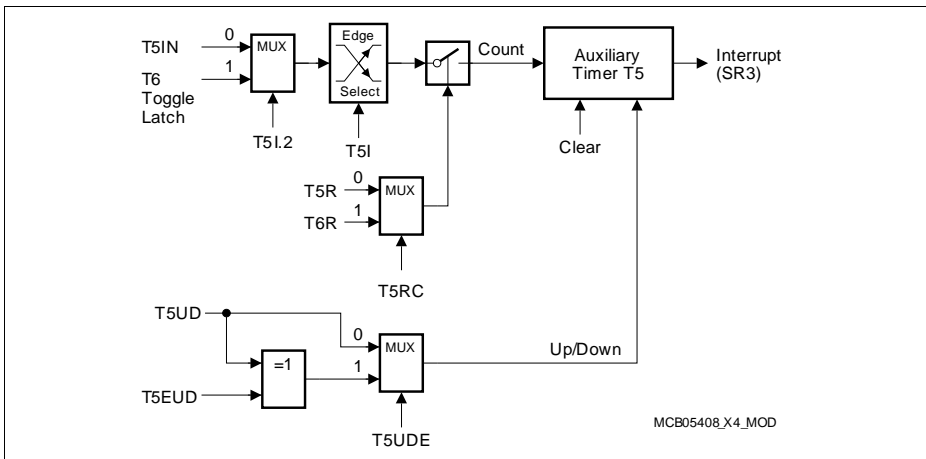 T5IN
0
MUX
T6
Toggle
Latch
1
T5I.2
Edge
Select
T5I
Count
Auxiliary
Timer T5
Interrupt
(SR3)
Clear
T5R
0
MUX
T6R
1
T5RC
T5UD
0
MUX
=1
1
T5EUD
Up/Down
T5UDE
MCB05408_X4_MOD